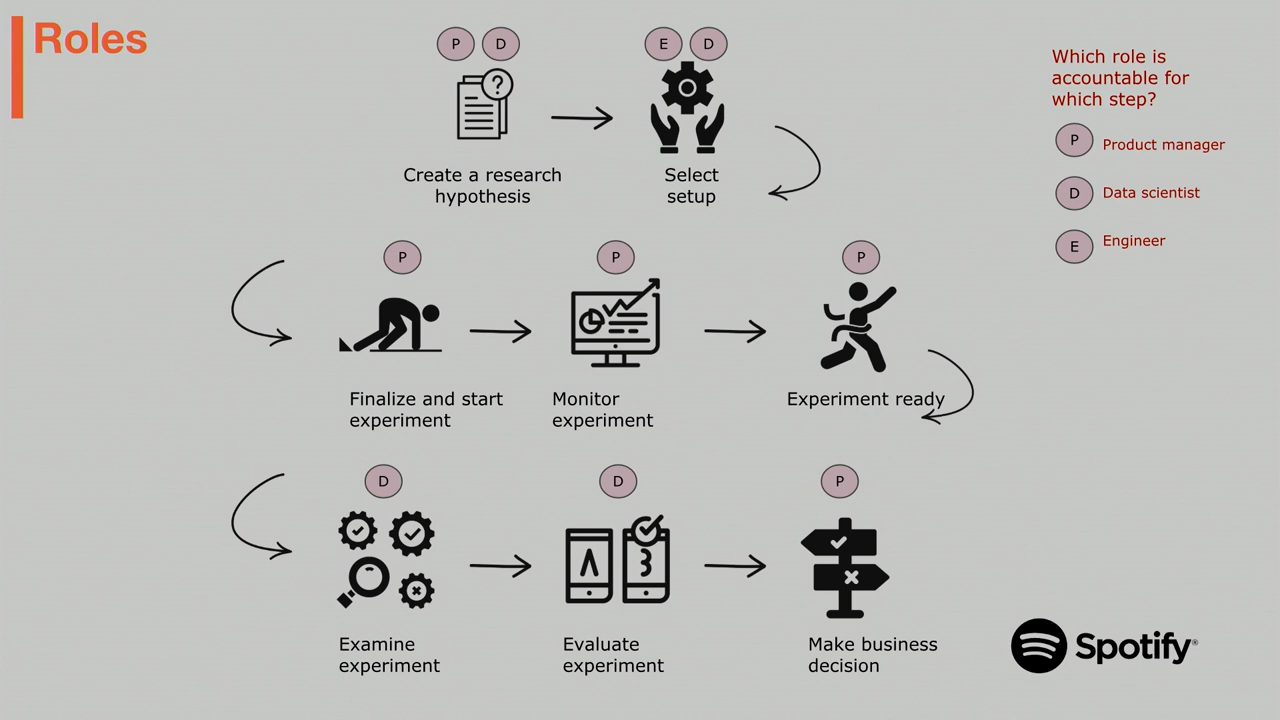 Roles
P D
E D
Create a research
hypothesis
Select
setup
Which role is
accountable for
which step?
P Product manager
D Data scientist
E Engineer
P
P
P
Finalize and start
experiment
Monitor
experiment
Experiment ready
D
D
P
A
3
Examine
experiment
Evaluate
experiment
Make business
decision
Spotify®